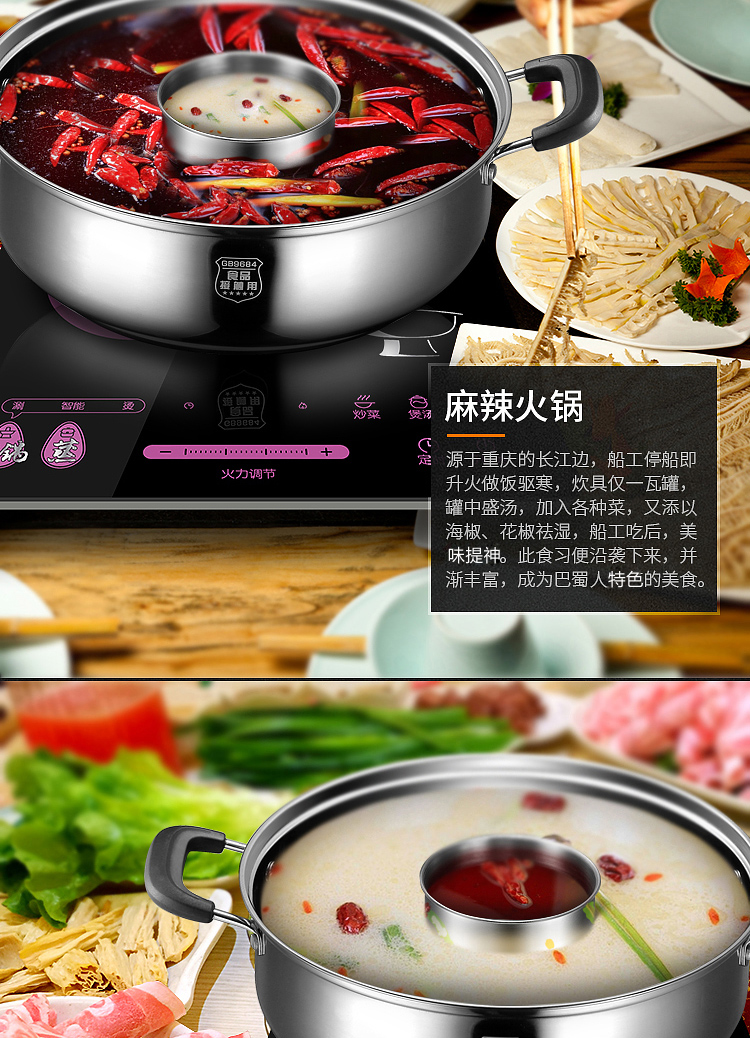 GB9684
食品
接触用
涮 智能 烫
炒菜
煲汤
锅
蒸
− +
火力调节
定
麻辣火锅
源于重庆的长江边，船工停船即
升火做饭驱寒，炊具仅一瓦罐，
罐中盛汤，加入各种菜，又添以
海椒、花椒祛湿，船工吃后，美
味提神。此食习便沿袭下来，并
渐丰富，成为巴蜀人特色的美食。